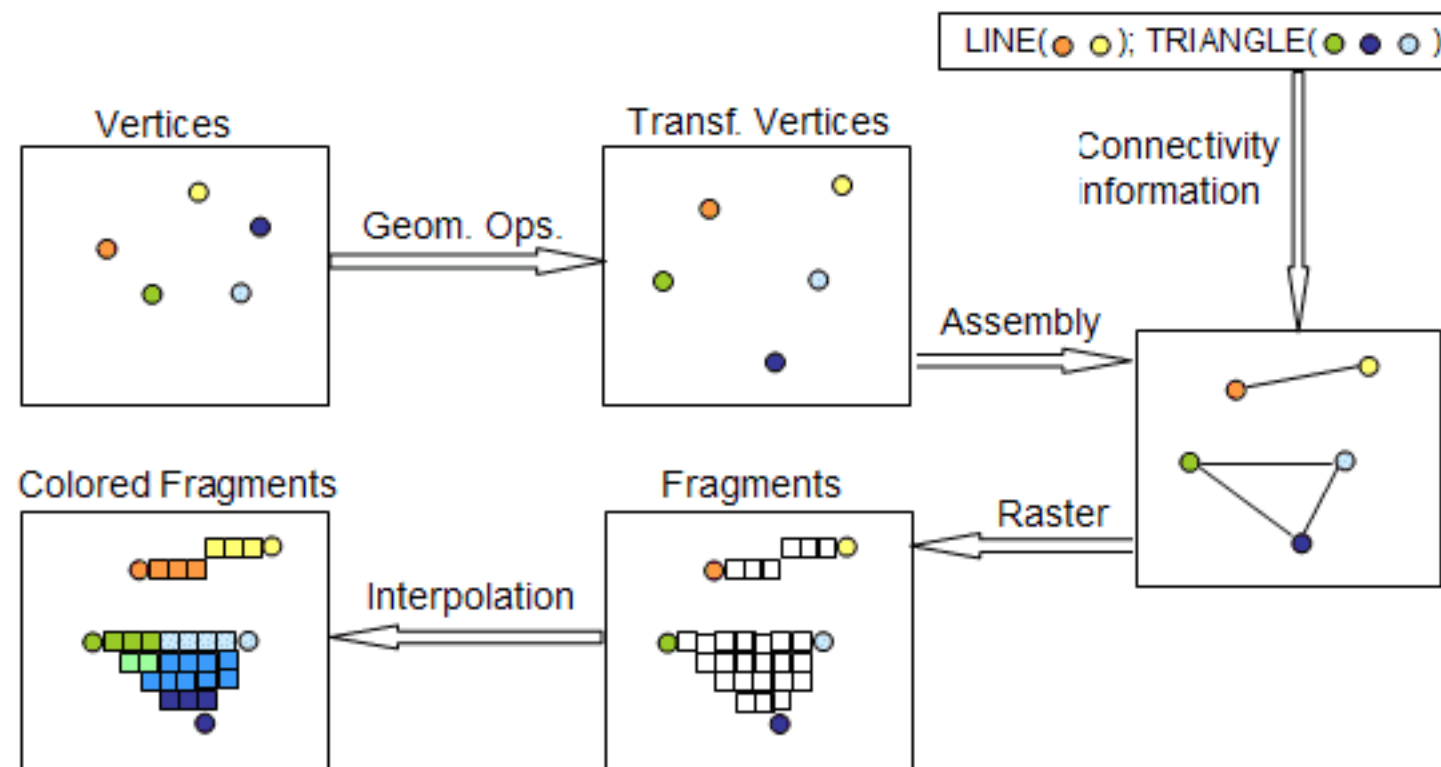 LINE( ); TRIANGLE( )
Vertices
Transf. Vertices
Connectivity
information
Geom. Ops.
Assembly
Colored Fragments
Fragments
Raster
Interpolation